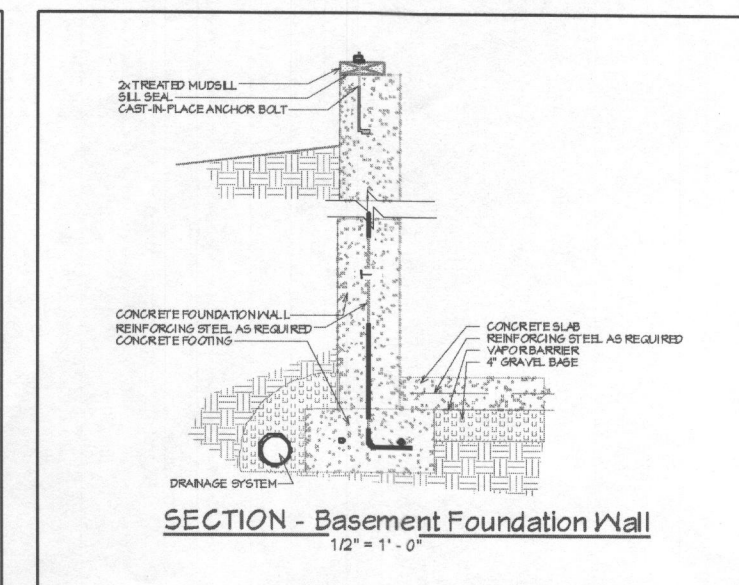 2x TREATED MUDSILL
SILL SEAL
CAST-IN-PLACE ANCHOR BOLT
CONCRETE FOUNDATION WALL
REINFORCING STEEL AS REQUIRED
CONCRETE FOOTING
CONCRETE SLAB
REINFORCING STEEL AS REQUIRED
VAPOR BARRIER
4" GRAVEL BASE
DRAINAGE SYSTEM
SECTION - Basement Foundation Wall
1/2" = 1' - 0"